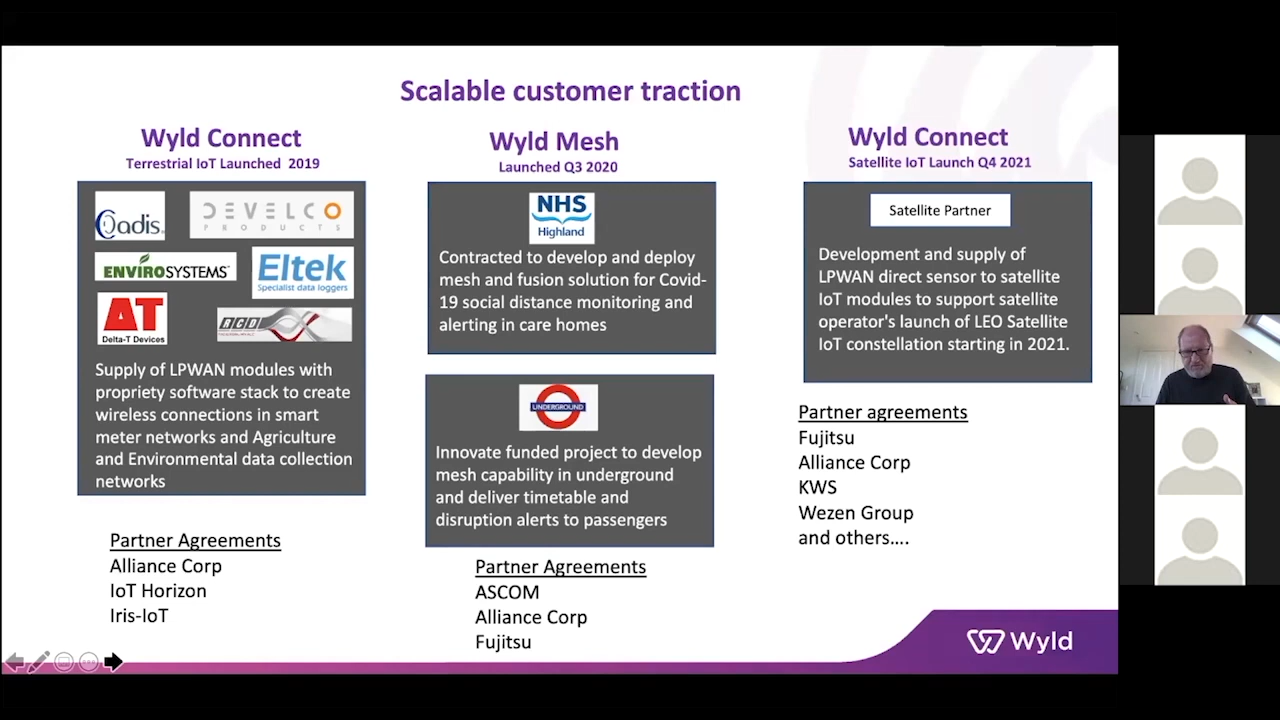 Scalable customer traction
Wyld Connect
Terrestrial IoT Launched 2019
Cadis
DEVELCO
PRODUCTS
ENVIROSYSTEMS
Eltek
Specialist data loggers
AT
Delta-T Devices
Supply of LPWAN modules with
propriety software stack to create
wireless connections in smart
meter networks and Agriculture
and Environmental data collection
networks
Partner Agreements
Alliance Corp
IoT Horizon
Iris-IoT
Wyld Mesh
Launched Q3 2020
NHS
Highland
Contracted to develop and deploy
mesh and fusion solution for Covid-
19 social distance monitoring and
alerting in care homes
UNDERGROUND
Innovate funded project to develop
mesh capability in underground
and deliver timetable and
disruption alerts to passengers
Partner Agreements
ASCOM
Alliance Corp
Fujitsu
Wyld Connect
Satellite IoT Launch Q4 2021
Satellite Partner
Development and supply of
LPWAN direct sensor to satellite
IoT modules to support satellite
operator's launch of LEO Satellite
IoT constellation starting in 2021.
Partner agreements
Fujitsu
Alliance Corp
KWS
Wezen Group
and others....
Wyld